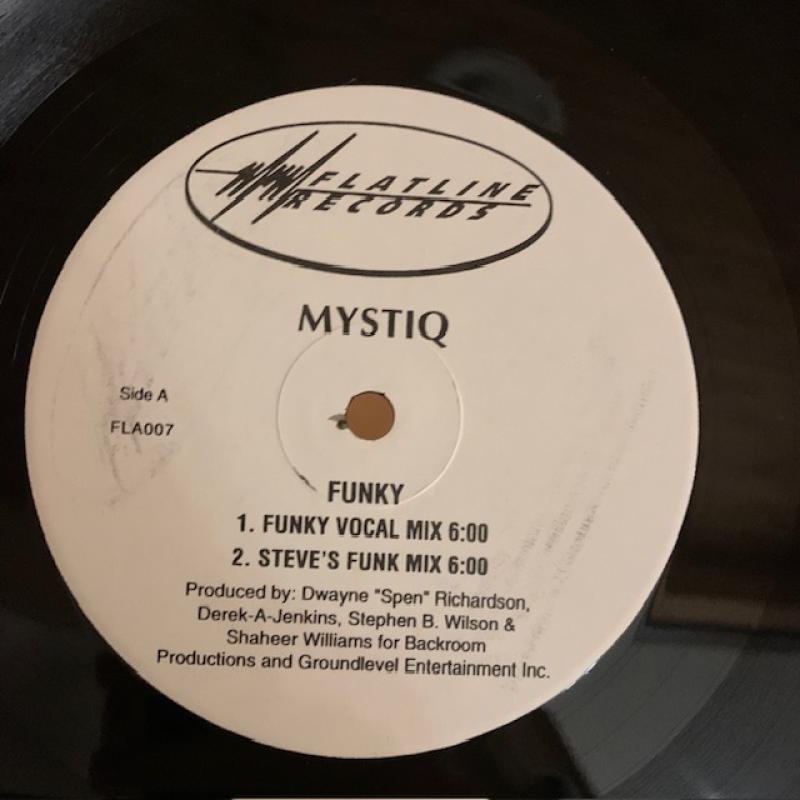 FLATLINE
RECORDS
MYSTIQ
Side A
FLA007
FUNKY
1. FUNKY VOCAL MIX 6:00
2. STEVE'S FUNK MIX 6:00
Produced by: Dwayne "Spen" Richardson,
Derek-A-Jenkins, Stephen B. Wilson &
Shaheer Williams for Backroom
Productions and Groundlevel Entertainment Inc.